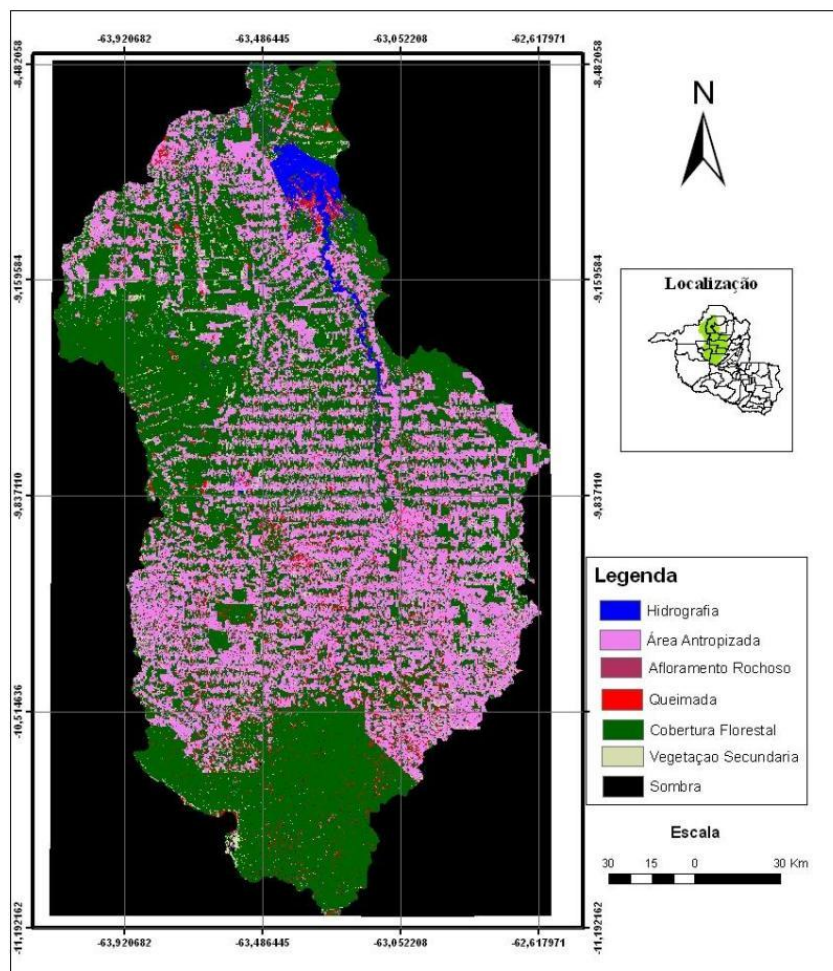 -63,920682 -63,486445 -63,052208 -62,617971
-8,482058
-9,159584
-9,837110
-10,514636
-11,192162
-8,482058
-9,159584
-9,837110
-10,514636
-11,192162
-63,920682 -63,486445 -63,052208 -62,617971
N
Localização
Legenda
Hidrografia
Área Antropizada
Afloramento Rochoso
Queimada
Cobertura Florestal
Vegetaçao Secundaria
Sombra
Escala
30 15 0 30 Km